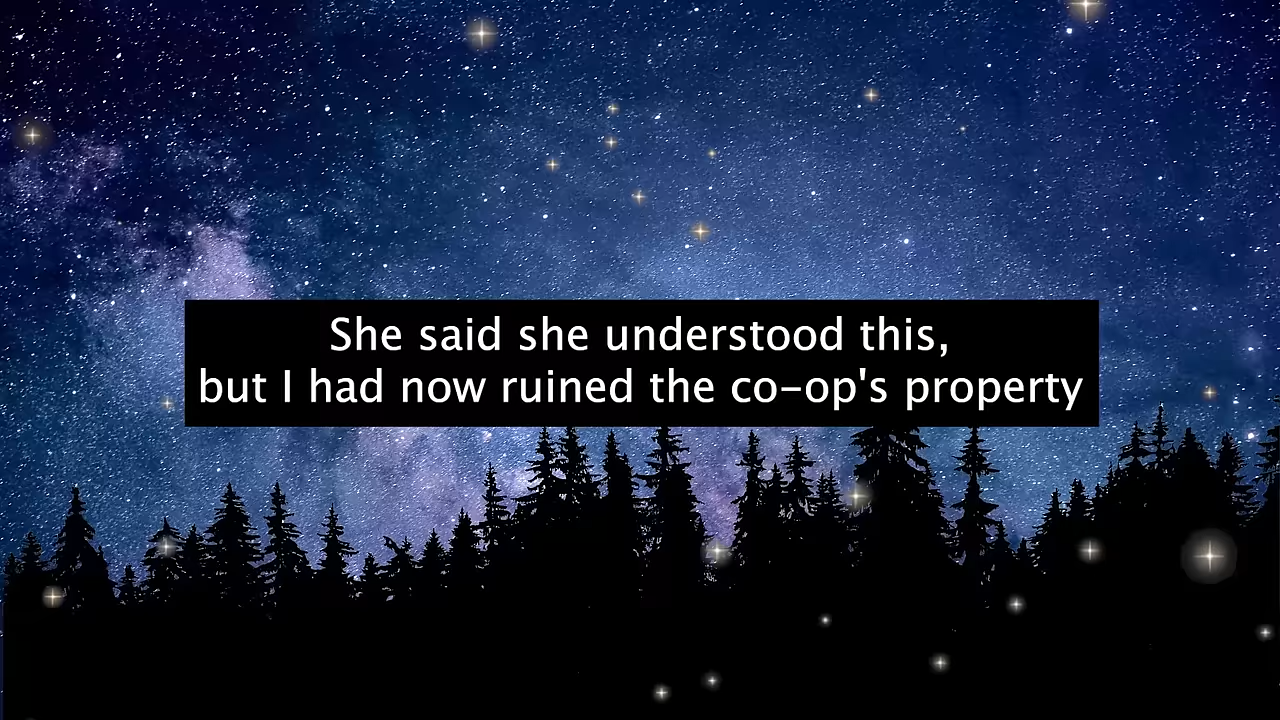 She said she understood this,
but I had now ruined the co-op's property